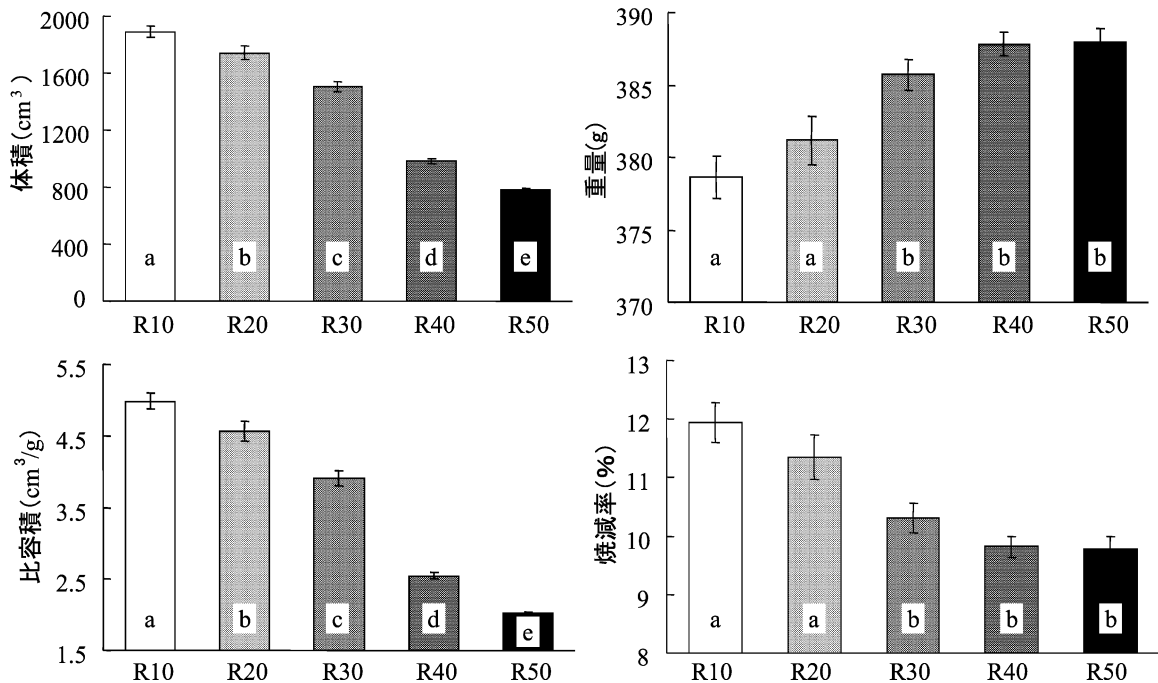 体積(cm³)
2000
1600
1200
800
400
0
a
b
c
d
e
R10
R20
R30
R40
R50
重量(g)
390
385
380
375
370
a
a
b
b
b
R10
R20
R30
R40
R50
比容積(cm³/g)
5.5
4.5
3.5
2.5
1.5
a
b
c
d
e
R10
R20
R30
R40
R50
焼減率(%)
13
12
11
10
9
8
a
a
b
b
b
R10
R20
R30
R40
R50